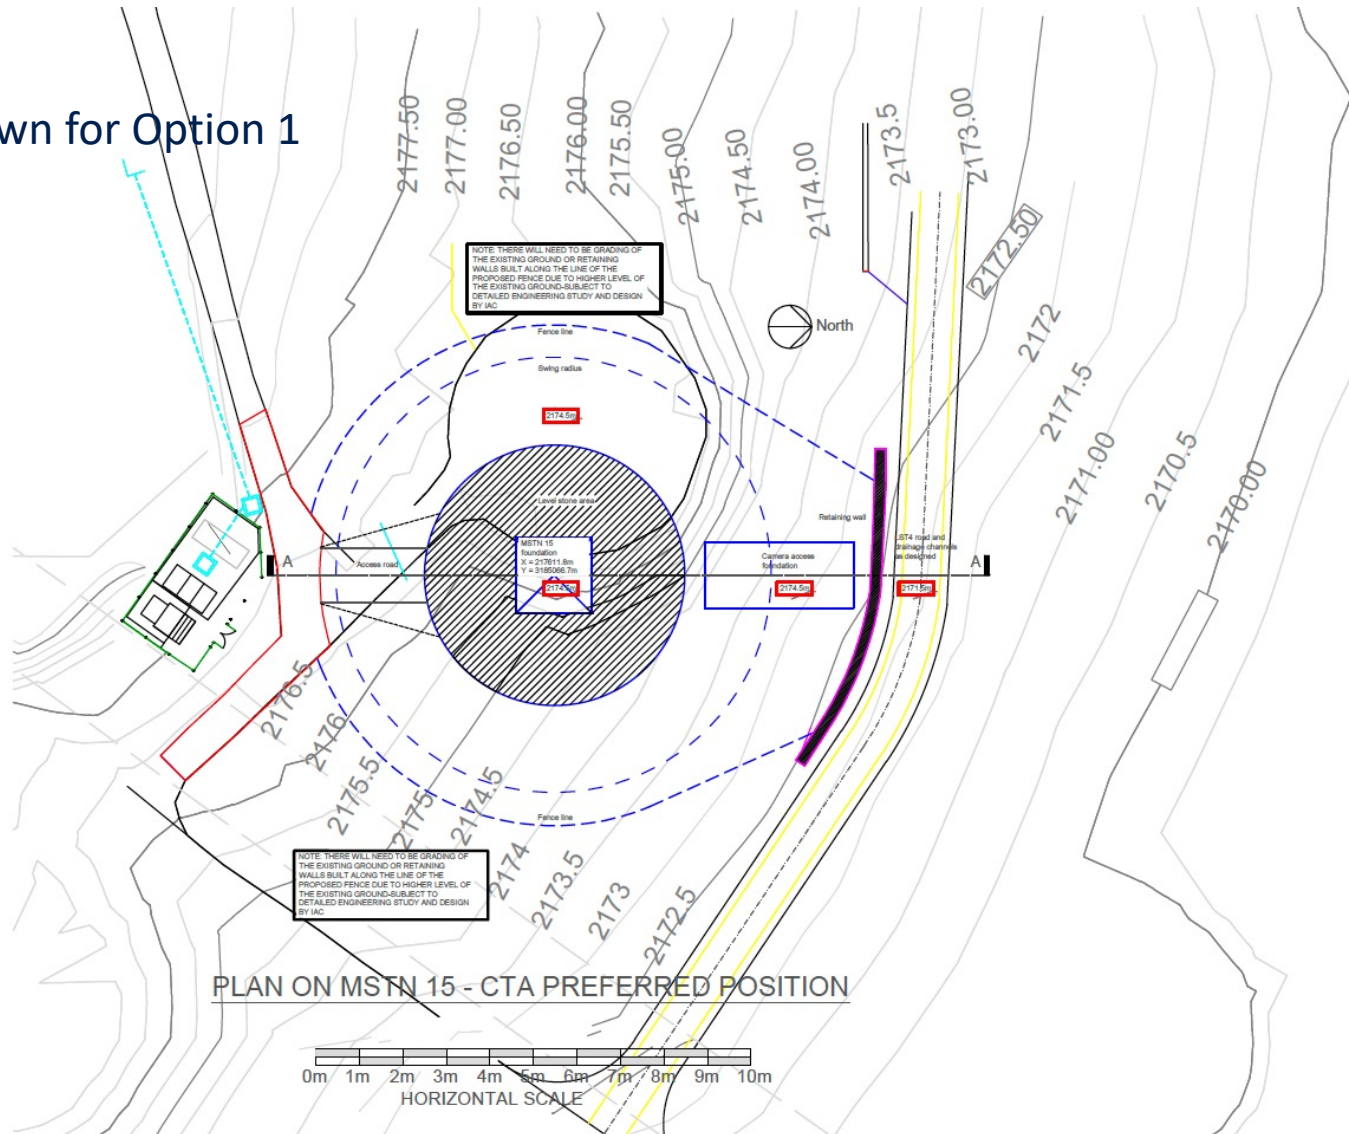 wn for Option 1
2177.50
2177.00
2176.50
2176.00
2175.50
2175.00
2174.50
2174.00
2173.5
2173.00
2172.50
2172
2171.5
2171.00
2170.5
2170.00
NOTE: THERE WILL NEED TO BE GRADING OF
THE EXISTING GROUND OR RETAINING
WALLS BUILT ALONG THE LINE OF THE
PROPOSED FENCE DUE TO HIGHER LEVEL OF
THE EXISTING GROUND-SUBJECT TO
DETAILED ENGINEERING STUDY AND DESIGN
BY IAC
North
Fence line
Swing radius
2174.5m
Level stone area
Retaining wall
MSTN 15
foundation
X = 217611.8m
Y = 3185066.7m
2174.5m
Camera access
foundation
2174.5m
LST4 road and
drainage channels
as designed
2171.5m
A
A
Access road
2176.5
2176
2175.5
2175
2174.5
2174
2173.5
2173
2172.5
Fence line
NOTE: THERE WILL NEED TO BE GRADING OF
THE EXISTING GROUND OR RETAINING
WALLS BUILT ALONG THE LINE OF THE
PROPOSED FENCE DUE TO HIGHER LEVEL OF
THE EXISTING GROUND-SUBJECT TO
DETAILED ENGINEERING STUDY AND DESIGN
BY IAC
PLAN ON MSTN 15 - CTA PREFERRED POSITION
0m 1m 2m 3m 4m 5m 6m 7m 8m 9m 10m
HORIZONTAL SCALE